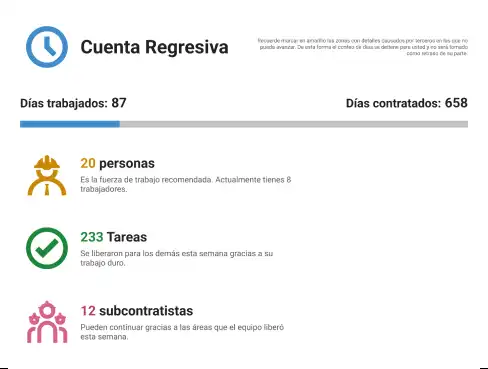 Cuenta Regresiva
Recuerde marcar en amarillo las zonas con detalles causados por terceros en las que no
pueda avanzar. De esta forma el conteo de días se detiene para usted y no será tomado
como retraso de su parte.
Días trabajados: 87
Días contratados: 658
20 personas
Es la fuerza de trabajo recomendada. Actualmente tienes 8
trabajadores.
233 Tareas
Se liberaron para los demás esta semana gracias a su
trabajo duro.
12 subcontratistas
Pueden continuar gracias a las áreas que el equipo liberó
esta semana.